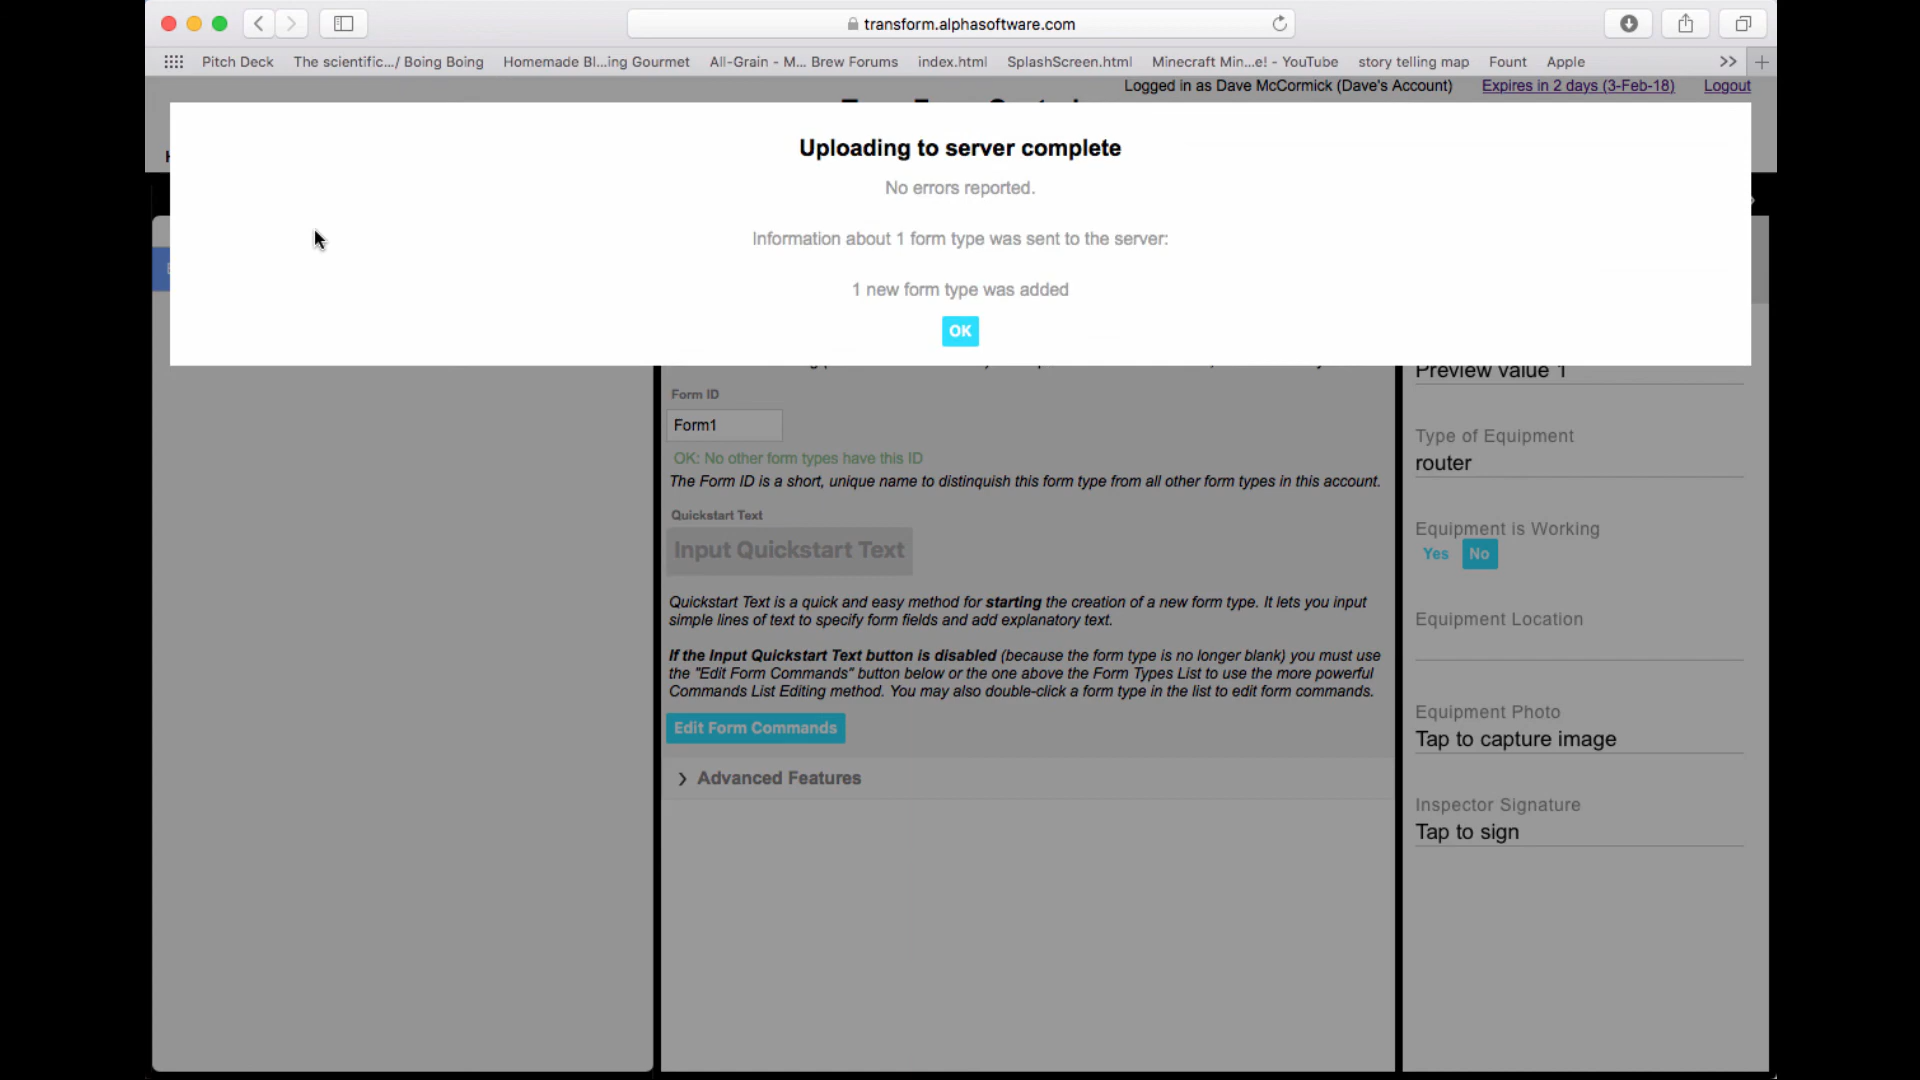 transform.alphasoftware.com
Pitch Deck
The scientific.../ Boing Boing
Homemade Bl...ing Gourmet
All-Grain - M... Brew Forums
index.html
SplashScreen.html
Minecraft Min...e! - YouTube
story telling map
Fount
Apple
>>
Logged in as Dave McCormick (Dave's Account)
Expires in 2 days (3-Feb-18)
Logout
Uploading to server complete
No errors reported.
Information about 1 form type was sent to the server:
1 new form type was added
OK
Form ID
Form1
OK: No other form types have this ID
The Form ID is a short, unique name to distinquish this form type from all other form types in this account.
Quickstart Text
Input Quickstart Text
Quickstart Text is a quick and easy method for starting the creation of a new form type. It lets you input
simple lines of text to specify form fields and add explanatory text.
If the Input Quickstart Text button is disabled (because the form type is no longer blank) you must use
the "Edit Form Commands" button below or the one above the Form Types List to use the more powerful
Commands List Editing method. You may also double-click a form type in the list to edit form commands.
Edit Form Commands
Advanced Features
Preview value 1
Type of Equipment
router
Equipment is Working
Yes
No
Equipment Location
Equipment Photo
Tap to capture image
Inspector Signature
Tap to sign